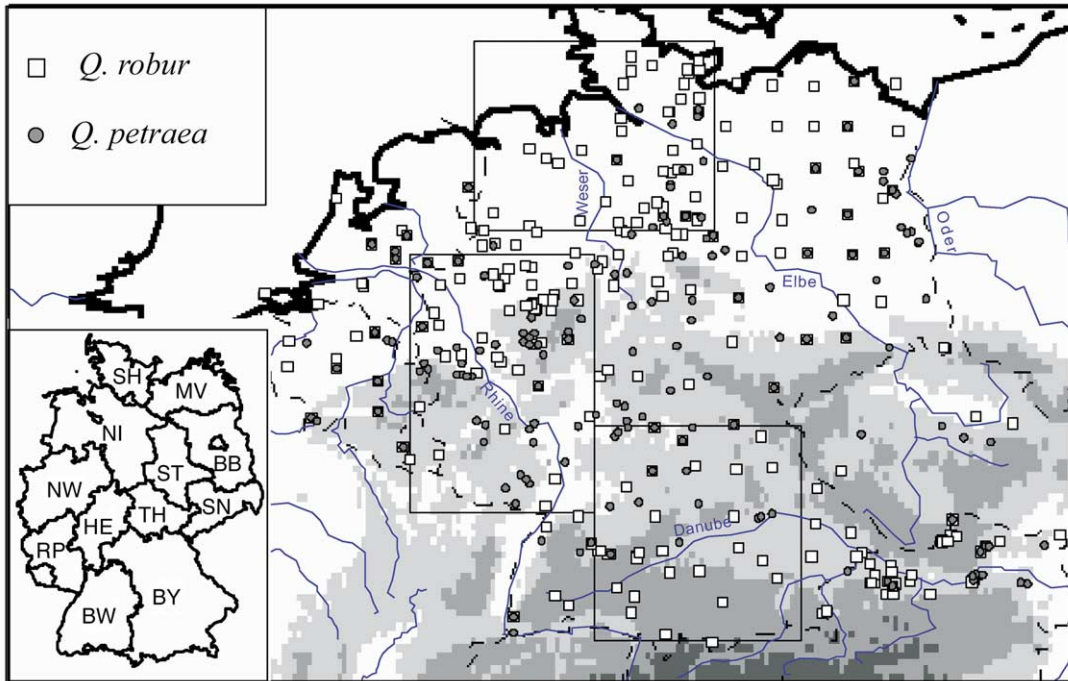 Q. robur
Q. petraea
Weser
Oder
Elbe
Rhine
Danube
SH
MV
NI
ST
BB
NW
HE
TH
SN
RP
BW
BY